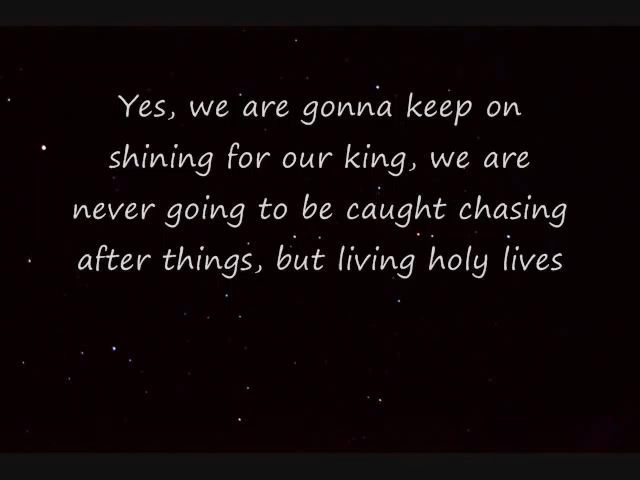 Yes, we are gonna keep on
shining for our king, we are
never going to be caught chasing
after things, but living holy lives